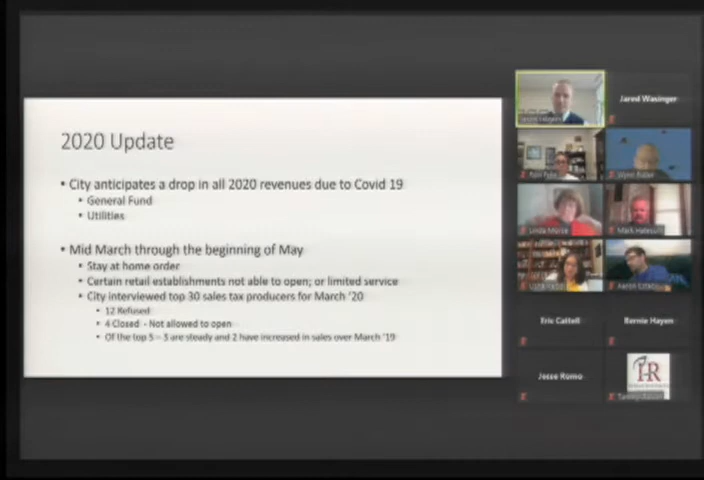 2020 Update
• City anticipates a drop in all 2020 revenues due to Covid 19
• General Fund
• Utilities
• Mid March through the beginning of May
• Stay at home order
• Certain retail establishments not able to open; or limited service
• City interviewed top 30 sales tax producers for March '20
• 12 Refused
• 4 Closed - Not allowed to open
• Of the top 5 – 3 are steady and 2 have increased in sales over March '19
Jared Wasinger
Linda Morse
Eric Cattell
Bernie Hayen
Jesse Romo
HR